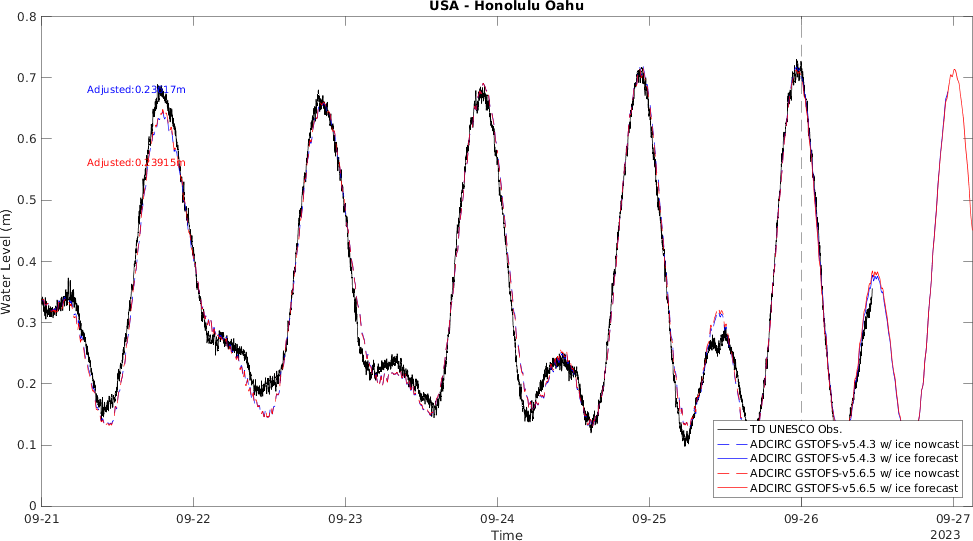 USA - Honolulu Oahu
0.8
0.7
0.6
0.5
0.4
0.3
0.2
0.1
0
Water Level (m)
Adjusted:0.23
17m
Adjusted:0.23915m
TD UNESCO Obs.
ADCIRC GSTOFS-v5.4.3 w/ ice nowcast
ADCIRC GSTOFS-v5.4.3 w/ ice forecast
ADCIRC GSTOFS-v5.6.5 w/ ice nowcast
ADCIRC GSTOFS-v5.6.5 w/ ice forecast
09-21
09-22
09-23
09-24
09-25
09-26
09-27
Time
2023